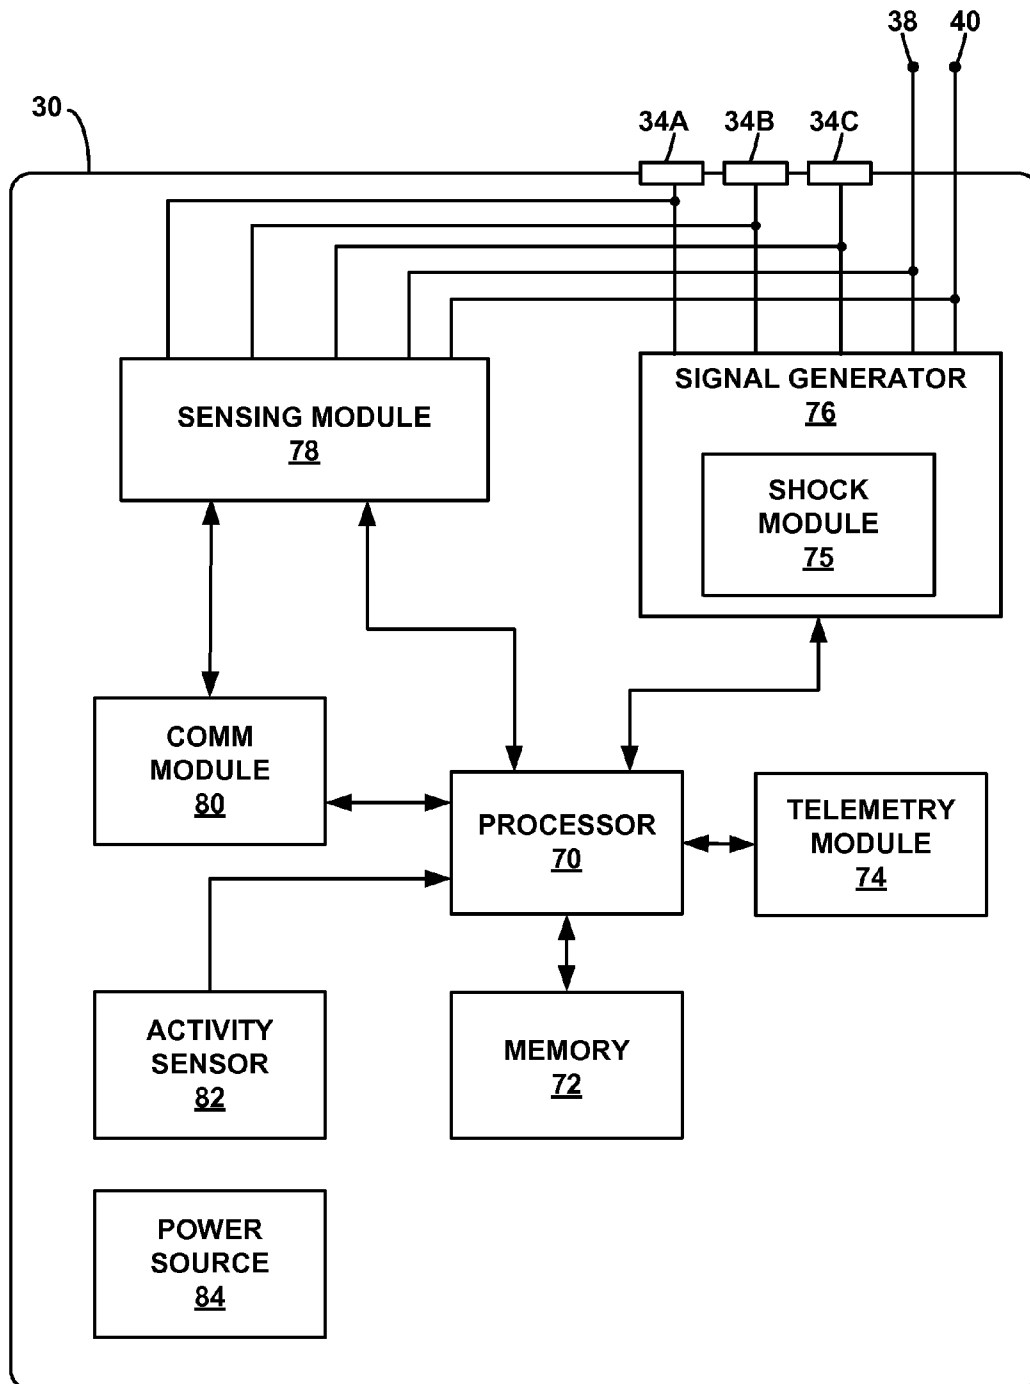 38 40
30
34A 34B 34C
SENSING MODULE
78
SIGNAL GENERATOR
76
SHOCK
MODULE
75
COMM
MODULE
80
PROCESSOR
70
TELEMETRY
MODULE
74
ACTIVITY
SENSOR
82
MEMORY
72
POWER
SOURCE
84